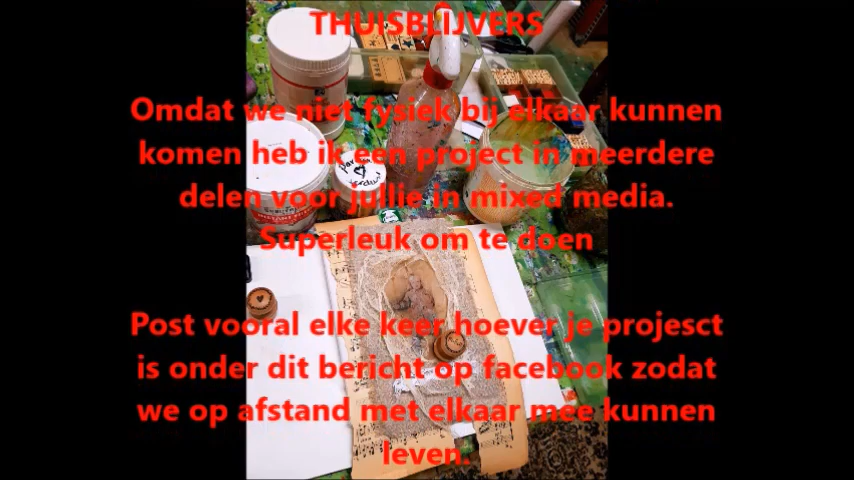 THUISBLIJVERS
Omdat we niet fysiek bij elkaar kunnen
komen heb ik een project in meerdere
delen voor jullie in mixed media.
Superleuk om te doen
Post vooral elke keer hoever je projesct
is onder dit bericht op facebook zodat
we op afstand met elkaar mee kunnen
leven.